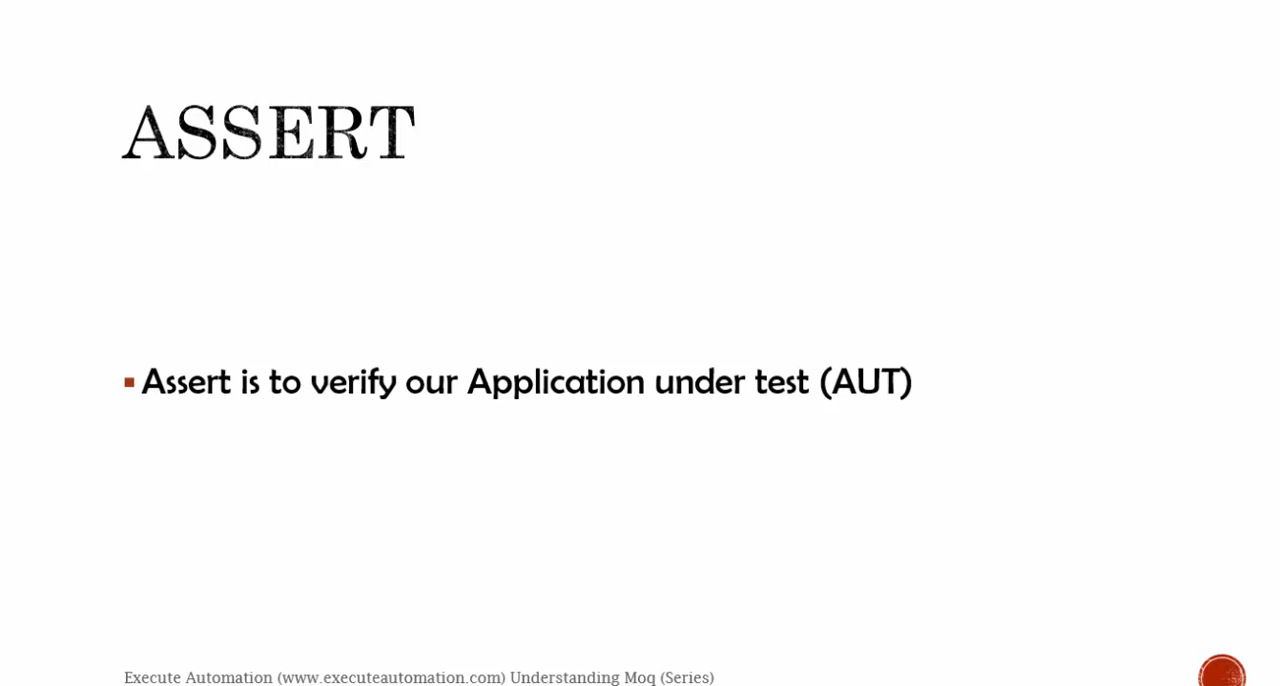 ASSERT
Assert is to verify our Application under test (AUT)
Execute Automation (www.executeautomation.com) Understanding Moq (Series)